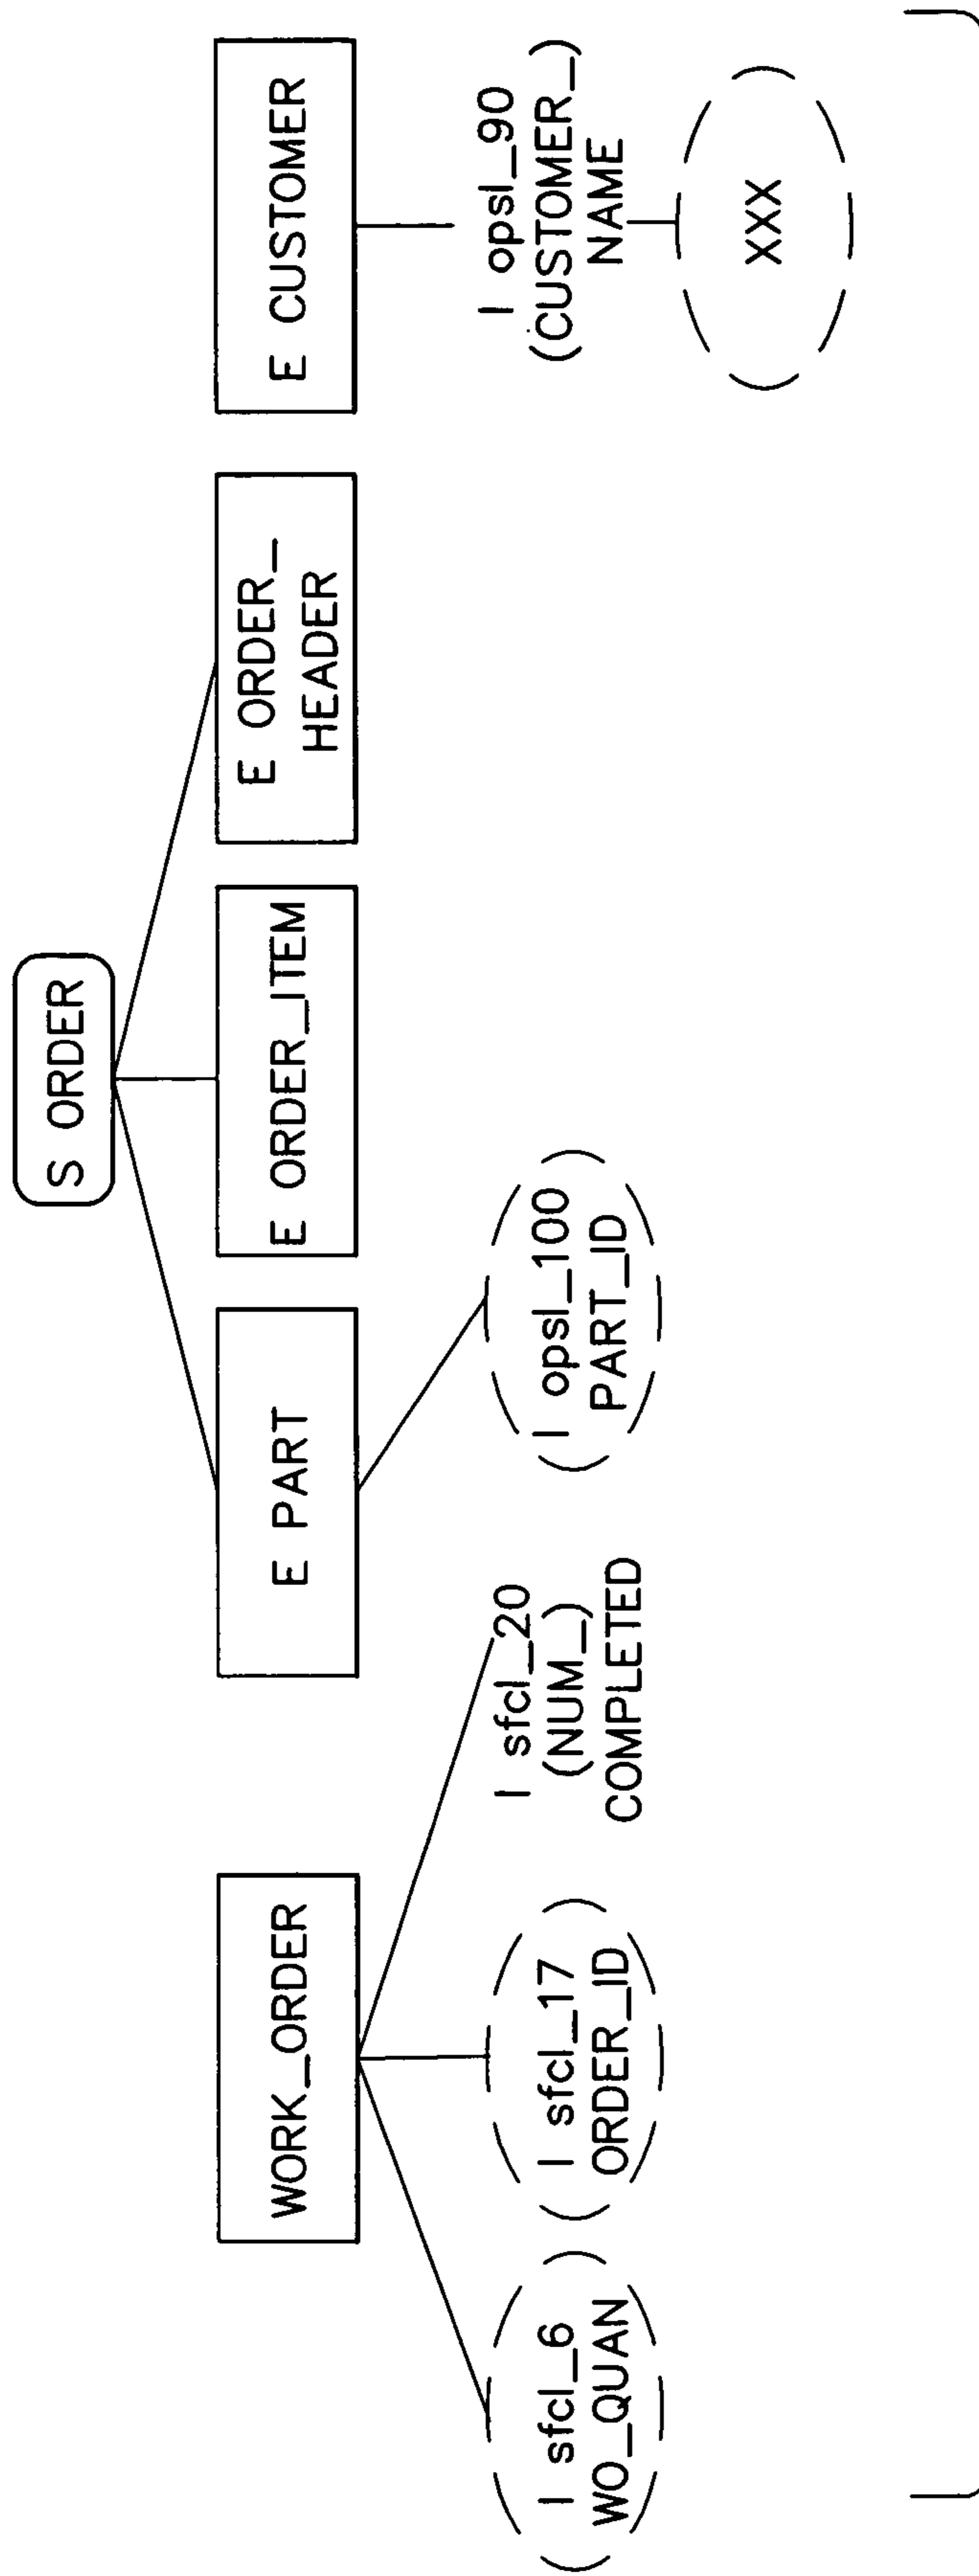 S ORDER
WORK_ORDER
E PART
E ORDER_ITEM
E ORDER_
HEADER
E CUSTOMER
I sfcl_6
WO_QUAN
I sfcl_17
ORDER_ID
I sfcl_20
(NUM_)
COMPLETED
I opsl_100
PART_ID
I opsl_90
(CUSTOMER_)
NAME
XXX